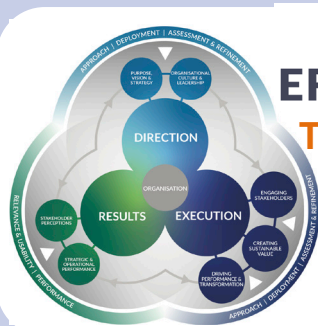 APPROACH | DEPLOYMENT | ASSESSMENT & REFINEMENT
PURPOSE,
VISION &
STRATEGY
ORGANISATIONAL
CULTURE &
LEADERSHIP
DIRECTION
ORGANISATION
RESULTS
EXECUTION
STAKEHOLDER
PERCEPTIONS
STRATEGIC &
OPERATIONAL
PERFORMANCE
ENGAGING
STAKEHOLDERS
CREATING
SUSTAINABLE
VALUE
DRIVING
PERFORMANCE &
TRANSFORMATION
RELEVANCE & USABILITY | PERFORMANCE
APPROACH | DEPLOYMENT | ASSESSMENT & REFINEMENT